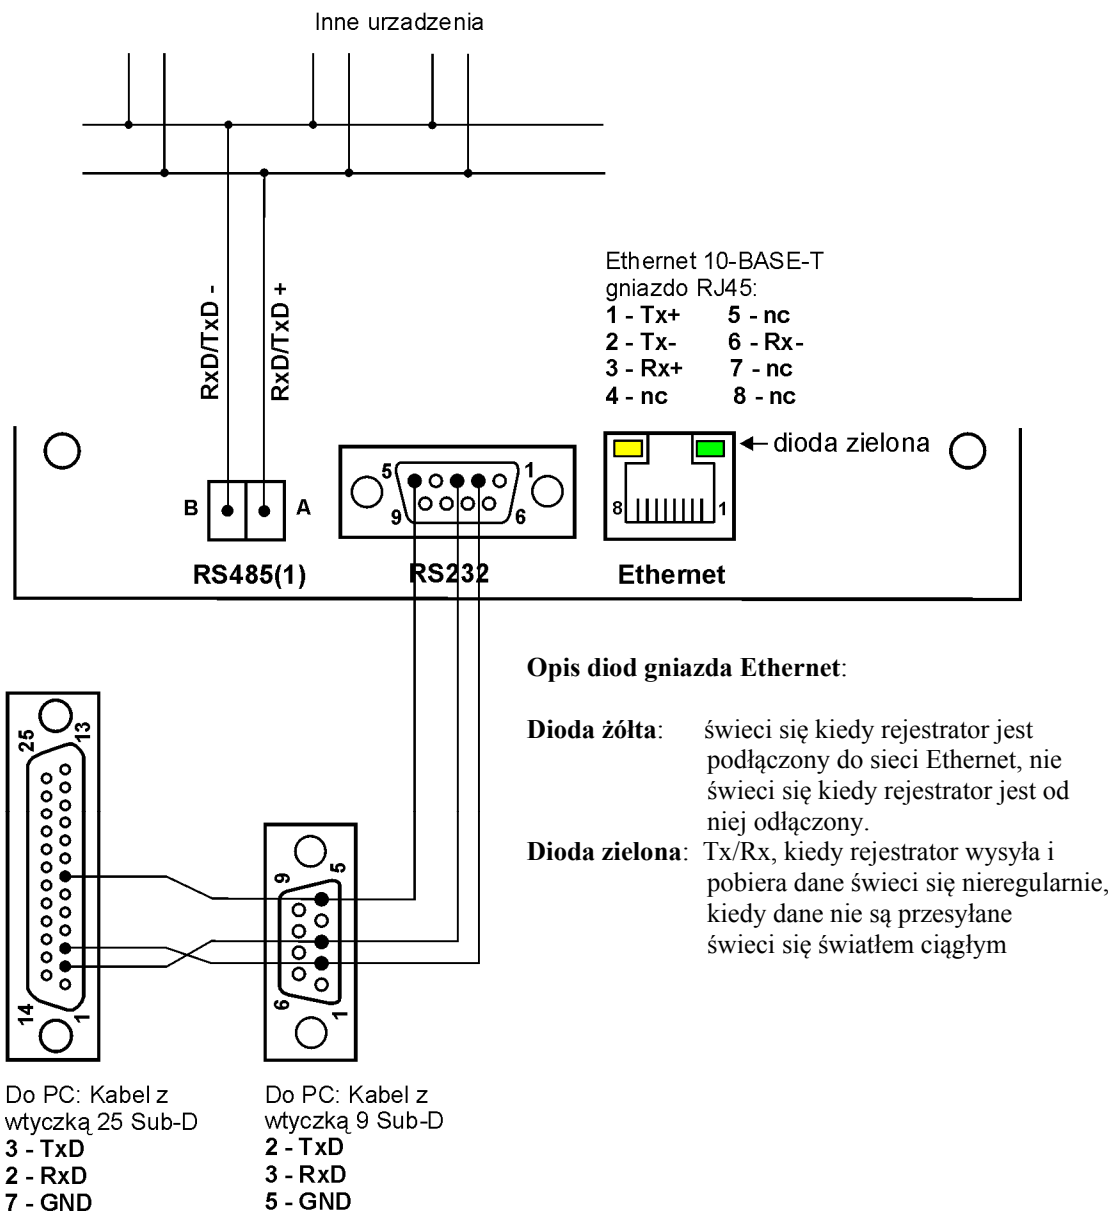 Inne urzadzenia
RxD/TxD -
RxD/TxD +
Ethernet 10-BASE-T
gniazdo RJ45:
1 - Tx+ 5 - nc
2 - Tx- 6 - Rx-
3 - Rx+ 7 - nc
4 - nc 8 - nc
dioda zielona
5 1
9 6
8 1
B A
RS485(1) RS232 Ethernet
Opis diod gniazda Ethernet:
Dioda żółta: świeci się kiedy rejestrator jest
podłączony do sieci Ethernet, nie
świeci się kiedy rejestrator jest od
niej odłączony.
Dioda zielona: Tx/Rx, kiedy rejestrator wysyła i
pobiera dane świeci się nieregularnie,
kiedy dane nie są przesyłane
świeci się światłem ciągłym
25 13
14 1
9 5
6 1
Do PC: Kabel z
wtyczką 25 Sub-D
3 - TxD
2 - RxD
7 - GND
Do PC: Kabel z
wtyczką 9 Sub-D
2 - TxD
3 - RxD
5 - GND